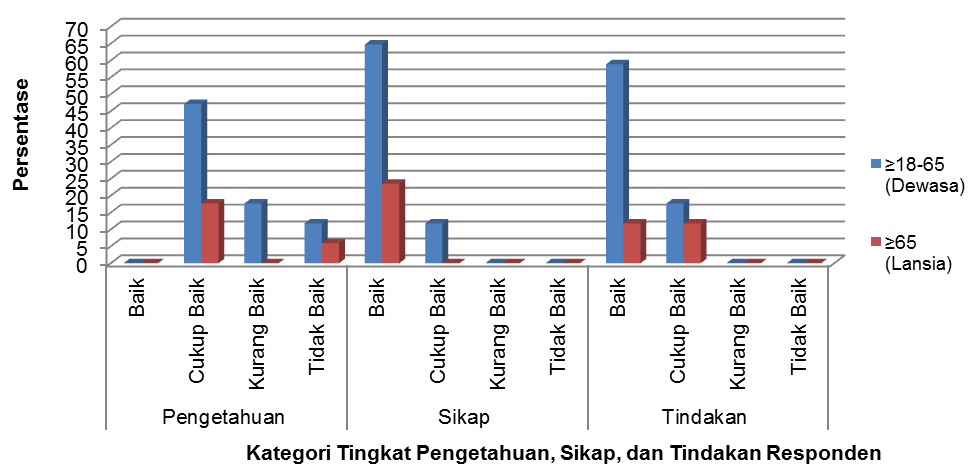 Persentase
70
65
60
55
50
45
40
35
30
25
20
15
10
5
0
Baik
Cukup Baik
Kurang Baik
Tidak Baik
Baik
Cukup Baik
Kurang Baik
Tidak Baik
Baik
Cukup Baik
Kurang Baik
Tidak Baik
Pengetahuan
Sikap
Tindakan
Kategori Tingkat Pengetahuan, Sikap, dan Tindakan Responden
≥18-65
(Dewasa)
≥65
(Lansia)